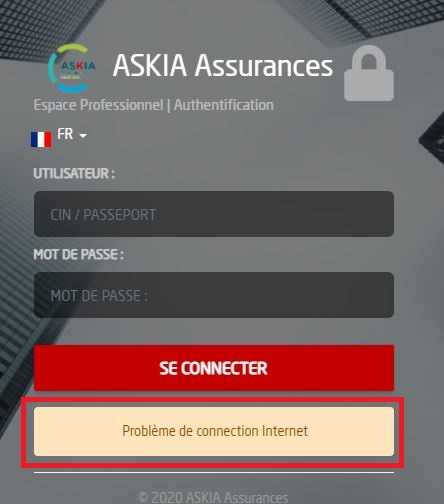 ASKIA
ASKIA Assurances
Espace Professionnel | Authentification
FR
UTILISATEUR :
CIN / PASSEPORT
MOT DE PASSE :
MOT DE PASSE :
SE CONNECTER
Problème de connection Internet
© 2020 ASKIA Assurances